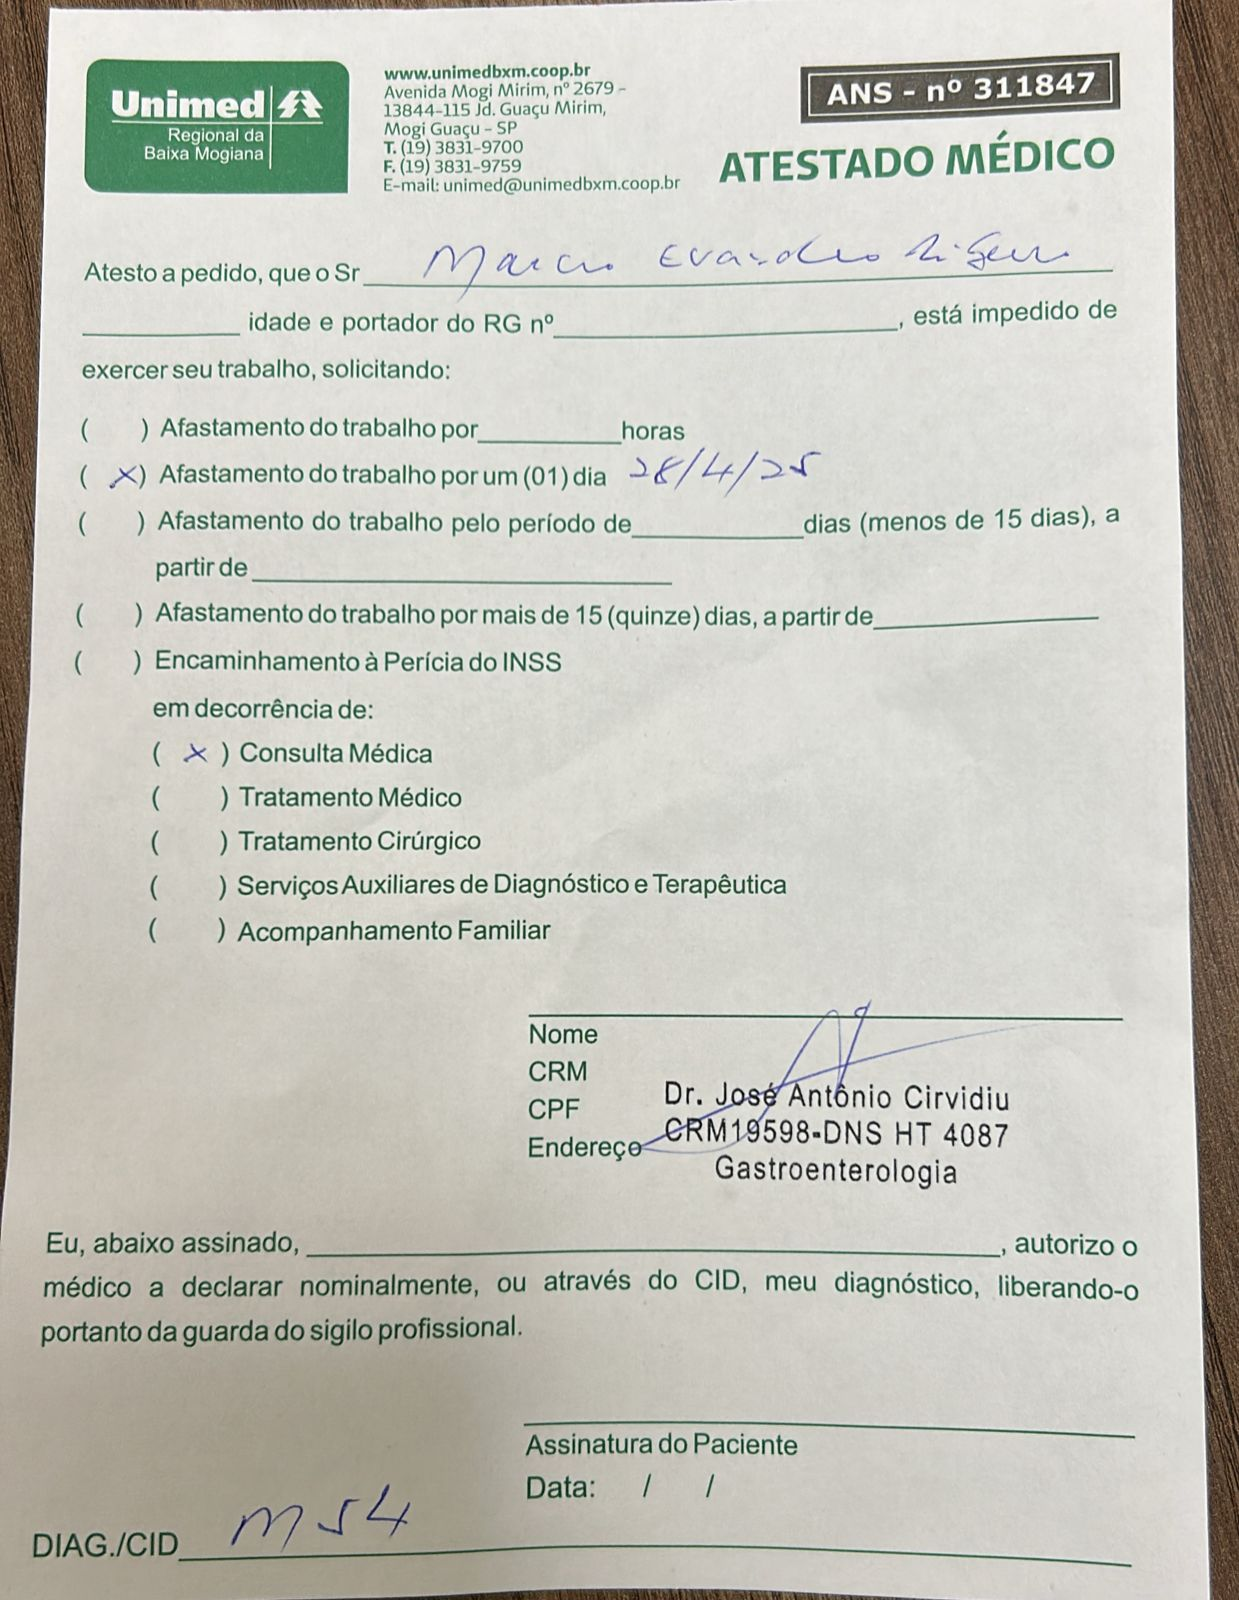 Unimed
Regional da
Baixa Mogiana
www.unimedbxm.coop.br
Avenida Mogi Mirim, nº 2679 -
13844-115 Jd. Guaçu Mirim,
Mogi Guaçu - SP
T. (19) 3831-9700
F. (19) 3831-9759
E-mail: unimed@unimedbxm.coop.br
ANS - nº 311847
ATESTADO MÉDICO
Atesto a pedido, que o Sr Marcio Evandro
_____ idade e portador do RG nº_____, está impedido de
exercer seu trabalho, solicitando:
( ) Afastamento do trabalho por_____horas
( X ) Afastamento do trabalho por um (01) dia 28/4/25
( ) Afastamento do trabalho pelo período de_____dias (menos de 15 dias), a
partir de_____
( ) Afastamento do trabalho por mais de 15 (quinze) dias, a partir de_____
( ) Encaminhamento à Perícia do INSS
em decorrência de:
( X ) Consulta Médica
( ) Tratamento Médico
( ) Tratamento Cirúrgico
( ) Serviços Auxiliares de Diagnóstico e Terapêutica
( ) Acompanhamento Familiar
Nome
CRM
CPF
Endereço
Dr. José Antônio Cirvidiu
CRM19598-DNS HT 4087
Gastroenterologia
Eu, abaixo assinado,_____, autorizo o
médico a declarar nominalmente, ou através do CID, meu diagnóstico, liberando-o
portanto da guarda do sigilo profissional.
Assinatura do Paciente
Data: / /
DIAG./CID M54